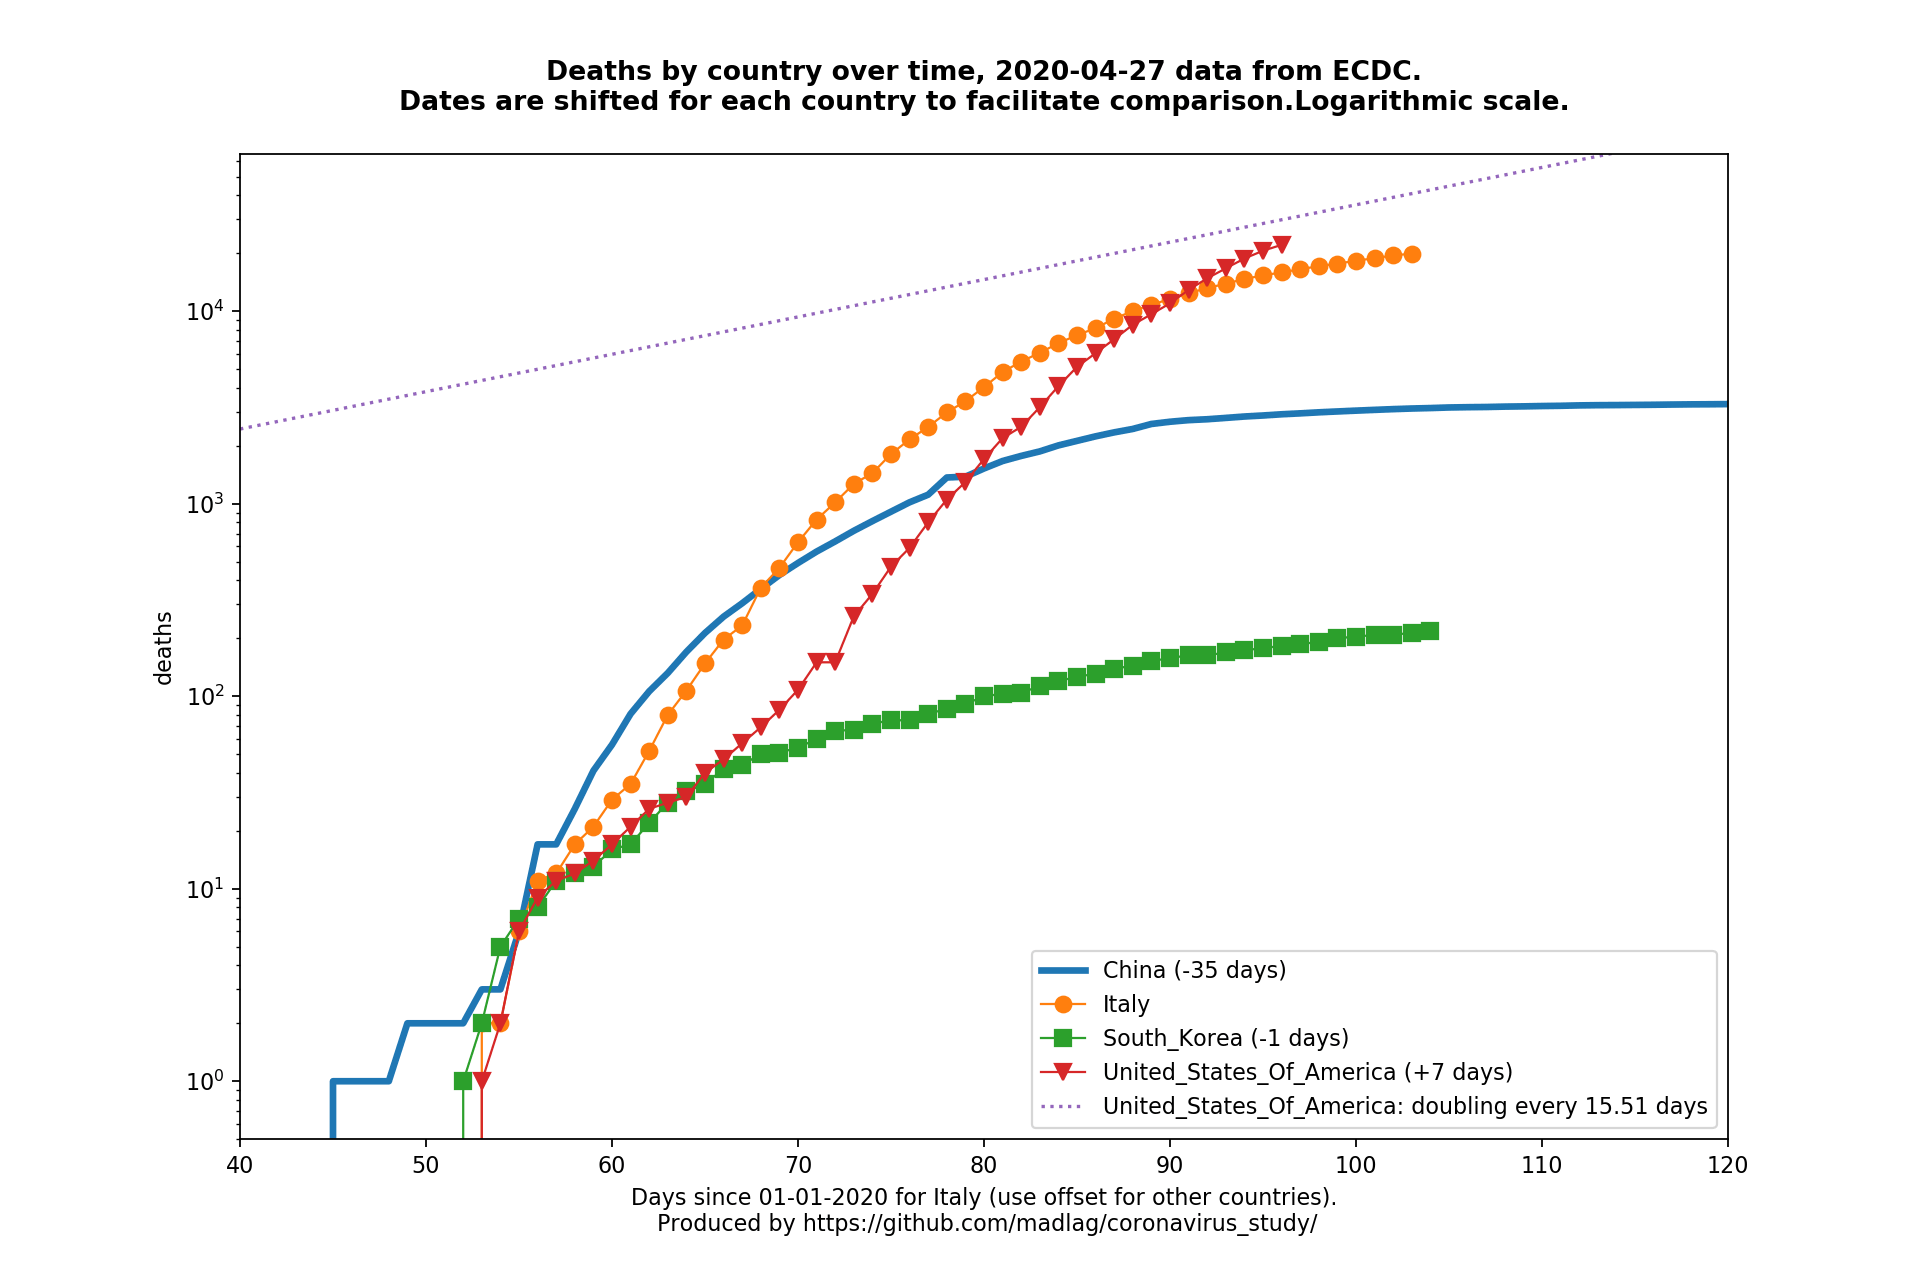 Deaths by country over time, 2020-04-27 data from ECDC.
Dates are shifted for each country to facilitate comparison.Logarithmic scale.
10^4
10^3
10^2
10^1
10^0
deaths
40 50 60 70 80 90 100 110 120
China (-35 days)
Italy
South_Korea (-1 days)
United_States_Of_America (+7 days)
United_States_Of_America: doubling every 15.51 days
Days since 01-01-2020 for Italy (use offset for other countries).
Produced by https://github.com/madlag/coronavirus_study/